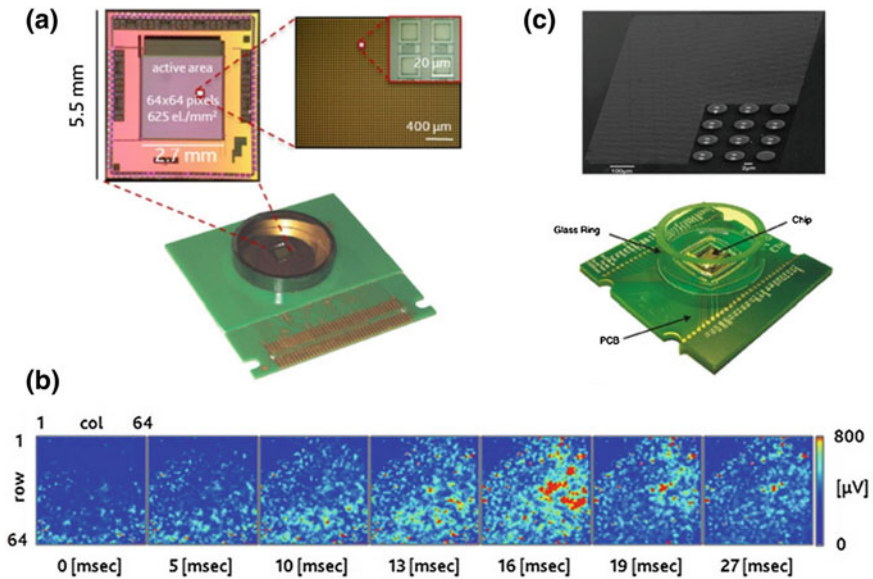 (a)
5.5 mm
active area
64x64 pixels
625 el./mm²
2.7 mm
20 μm
400 μm
(c)
100μm
2μm
Glass Ring
Chip
PCB
(b)
1 col 64
1
row
64
800
[μV]
0
0 [msec] 5 [msec] 10 [msec] 13 [msec] 16 [msec] 19 [msec] 27 [msec]